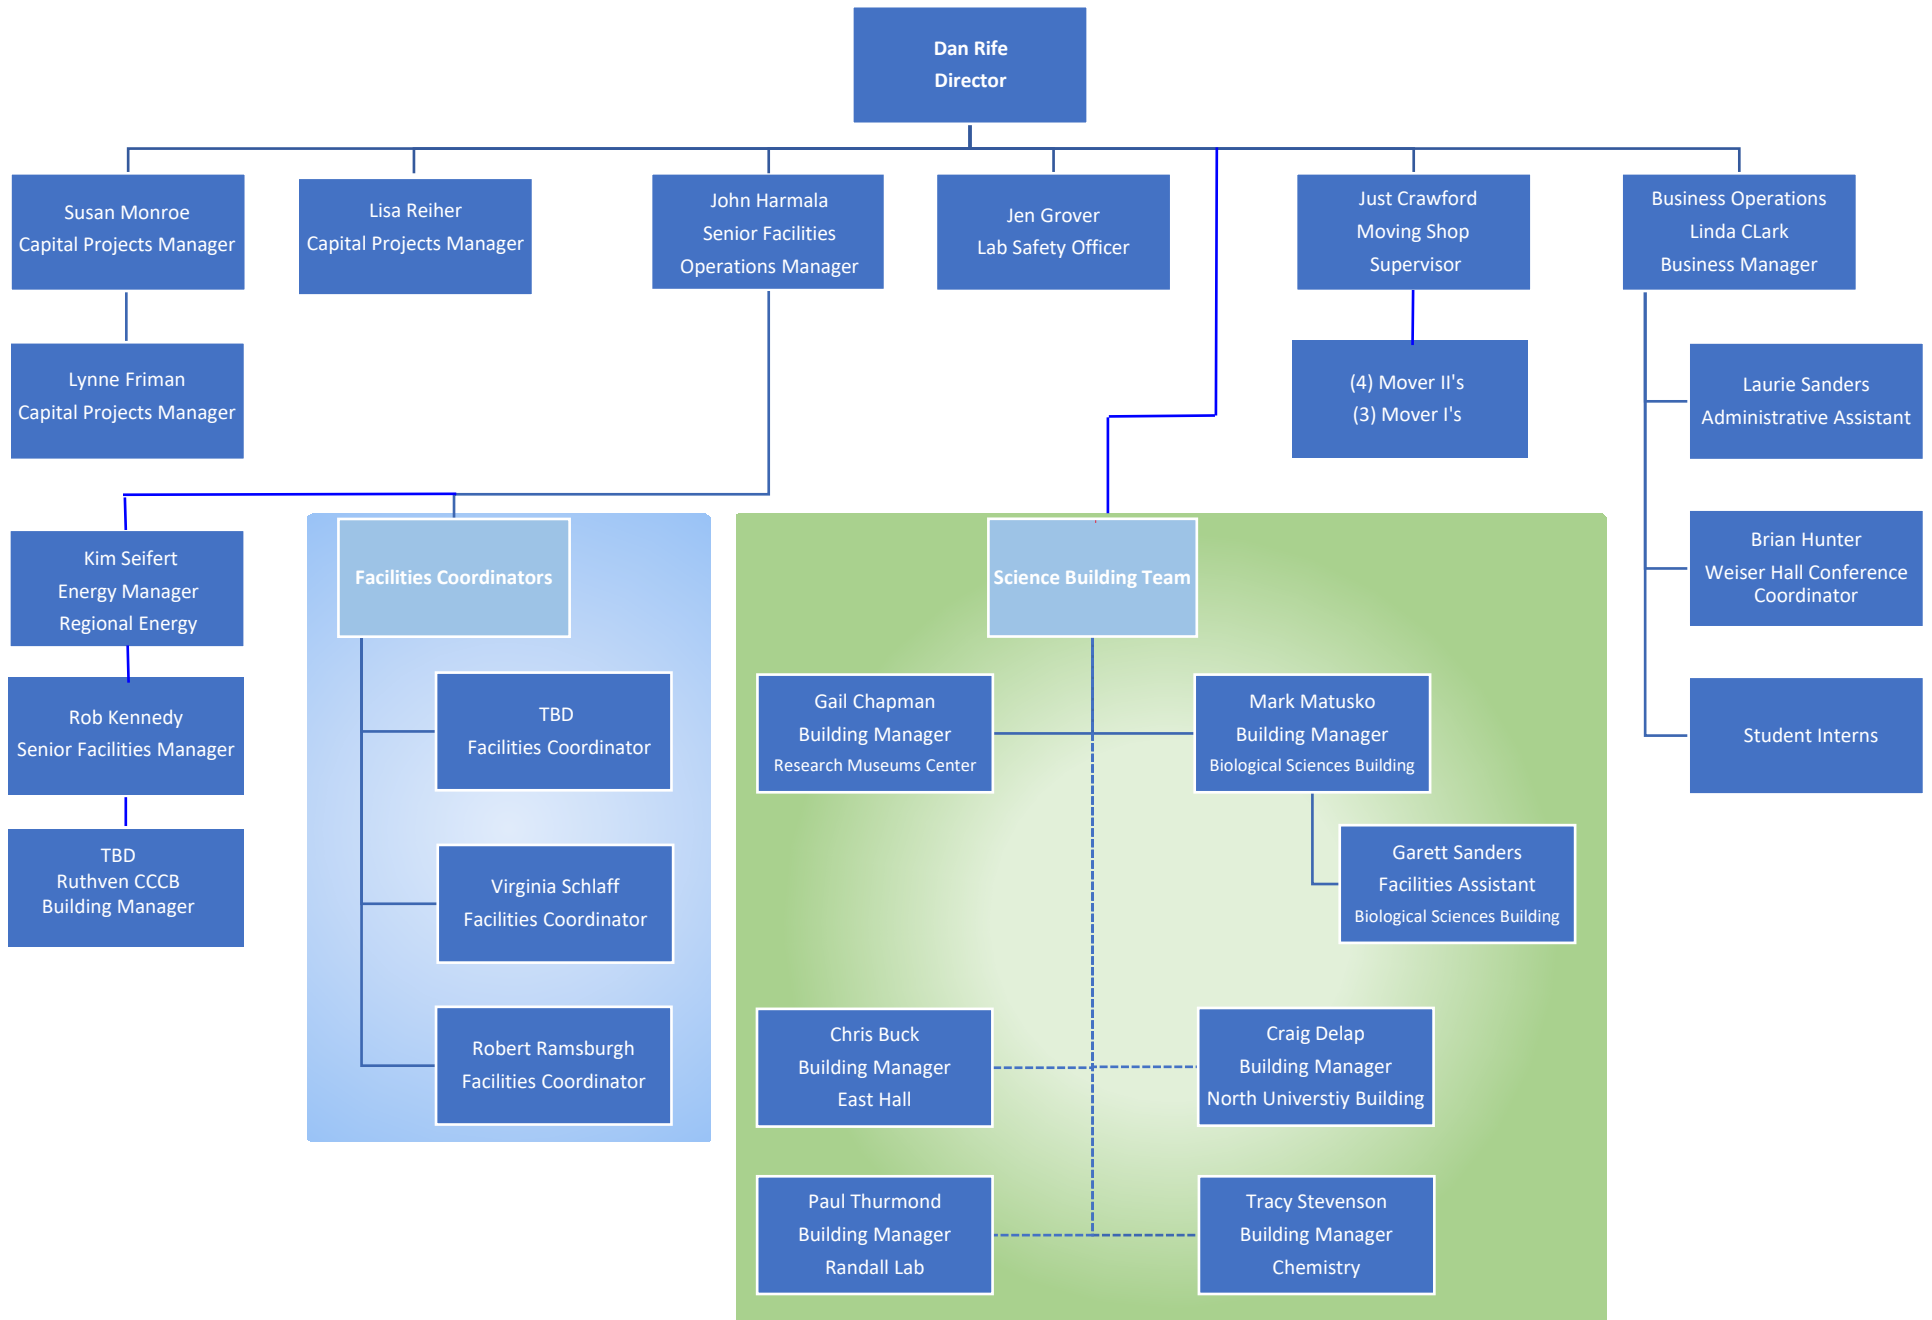 Dan Rife
Director
Susan Monroe
Capital Projects Manager
Lisa Reiher
Capital Projects Manager
John Harmala
Senior Facilities
Operations Manager
Jen Grover
Lab Safety Officer
Just Crawford
Moving Shop
Supervisor
Business Operations
Linda CLark
Business Manager
Lynne Friman
Capital Projects Manager
(4) Mover II's
(3) Mover I's
Laurie Sanders
Administrative Assistant
Brian Hunter
Weiser Hall Conference
Coordinator
Student Interns
Kim Seifert
Energy Manager
Regional Energy
Rob Kennedy
Senior Facilities Manager
TBD
Ruthven CCCB
Building Manager
Facilities Coordinators
TBD
Facilities Coordinator
Virginia Schlaff
Facilities Coordinator
Robert Ramsburgh
Facilities Coordinator
Science Building Team
Gail Chapman
Building Manager
Research Museums Center
Mark Matusko
Building Manager
Biological Sciences Building
Garett Sanders
Facilities Assistant
Biological Sciences Building
Chris Buck
Building Manager
East Hall
Craig Delap
Building Manager
North Universtiy Building
Paul Thurmond
Building Manager
Randall Lab
Tracy Stevenson
Building Manager
Chemistry